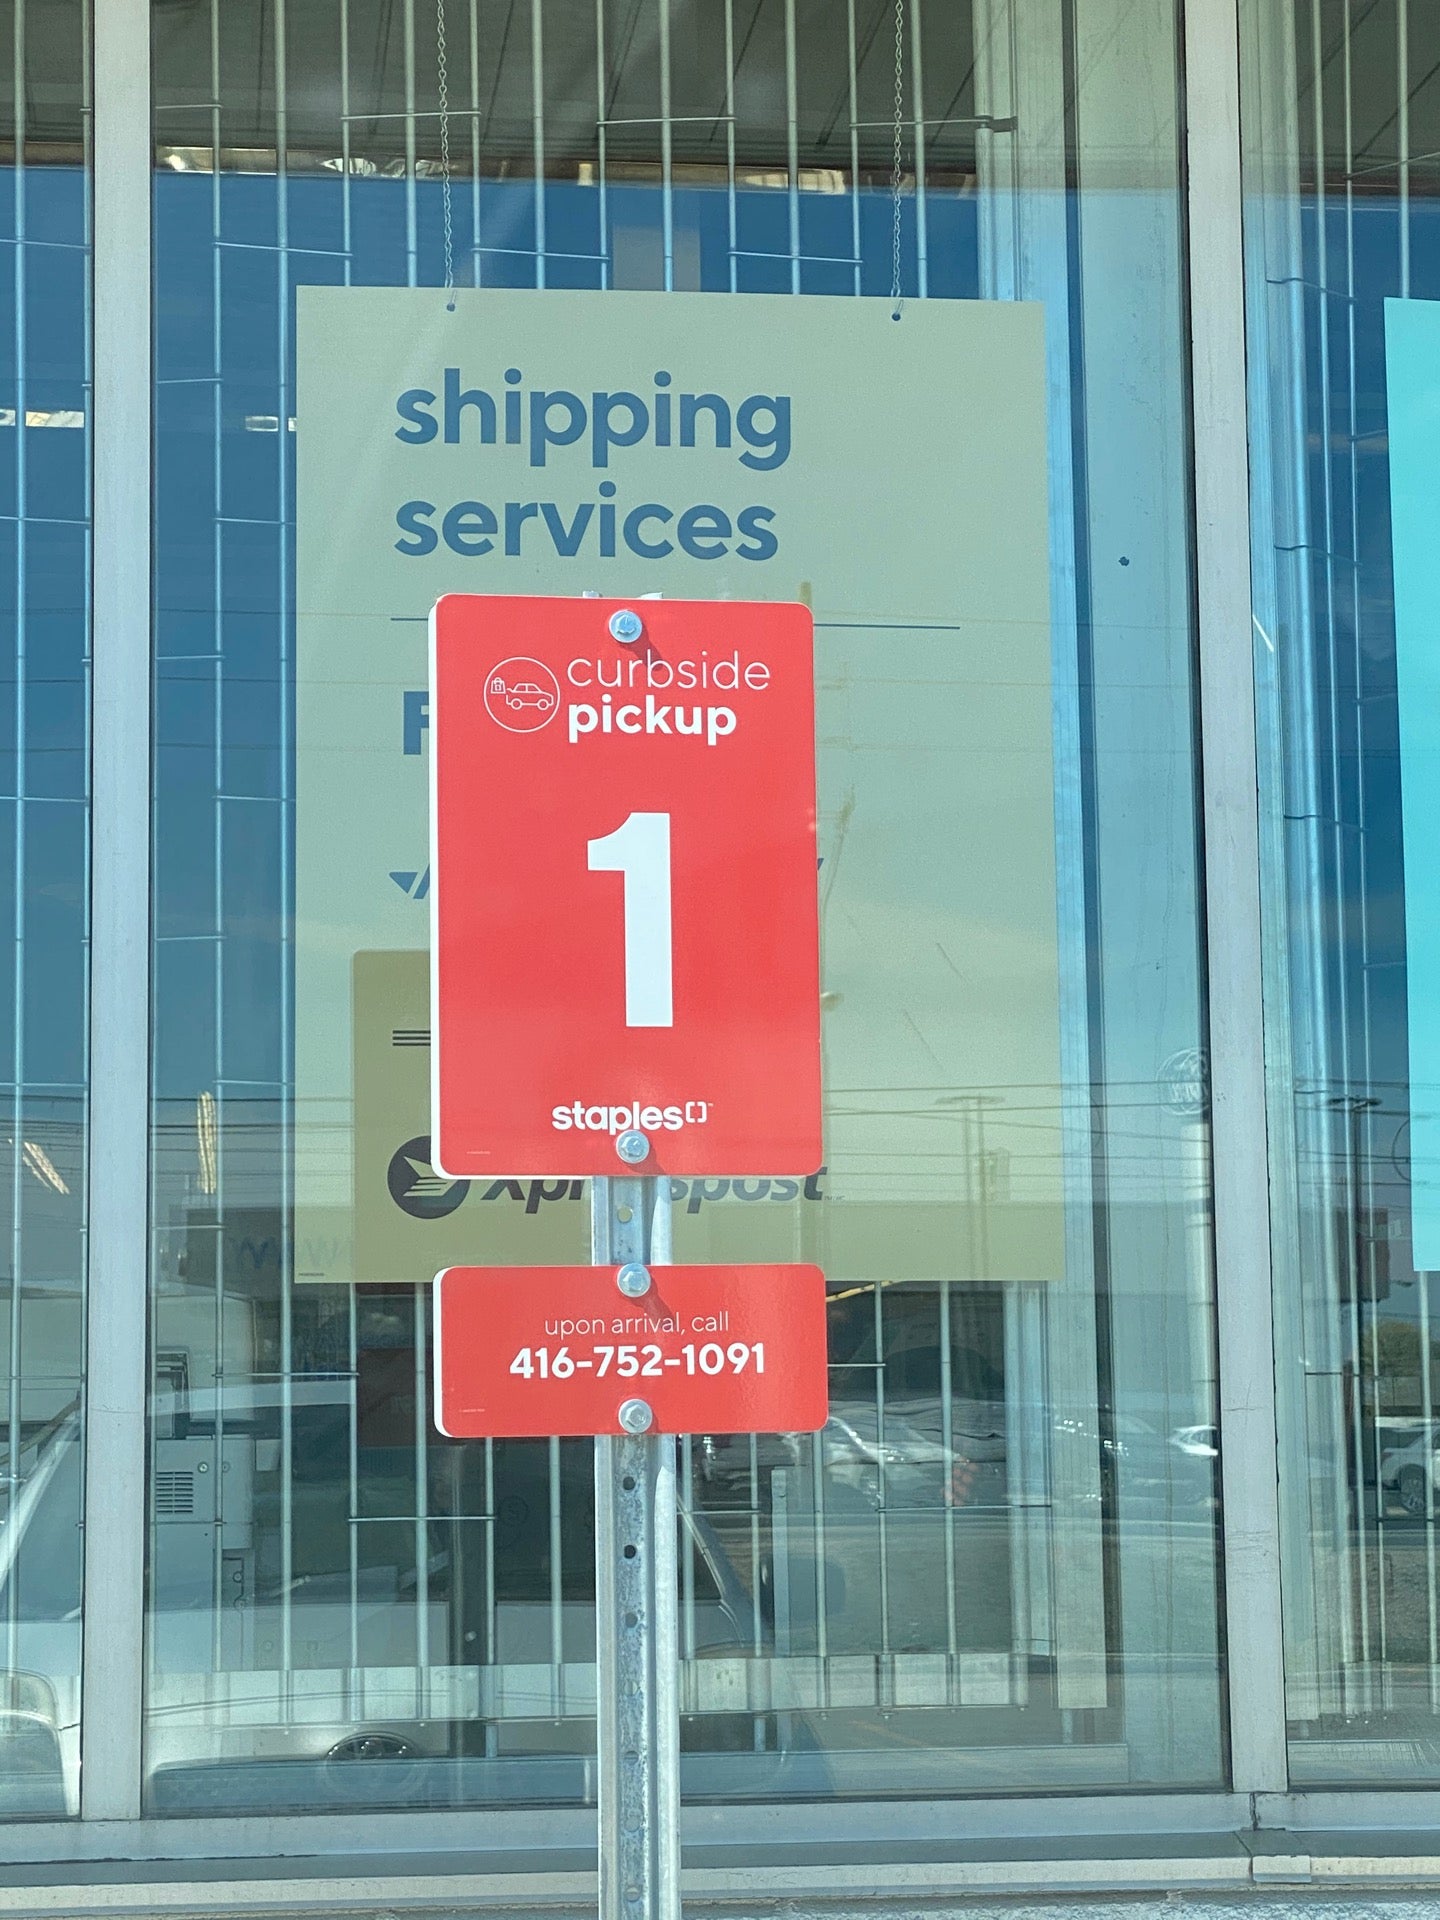 shipping
services
curbside
pickup
1
staples
upon arrival, call
416-752-1091